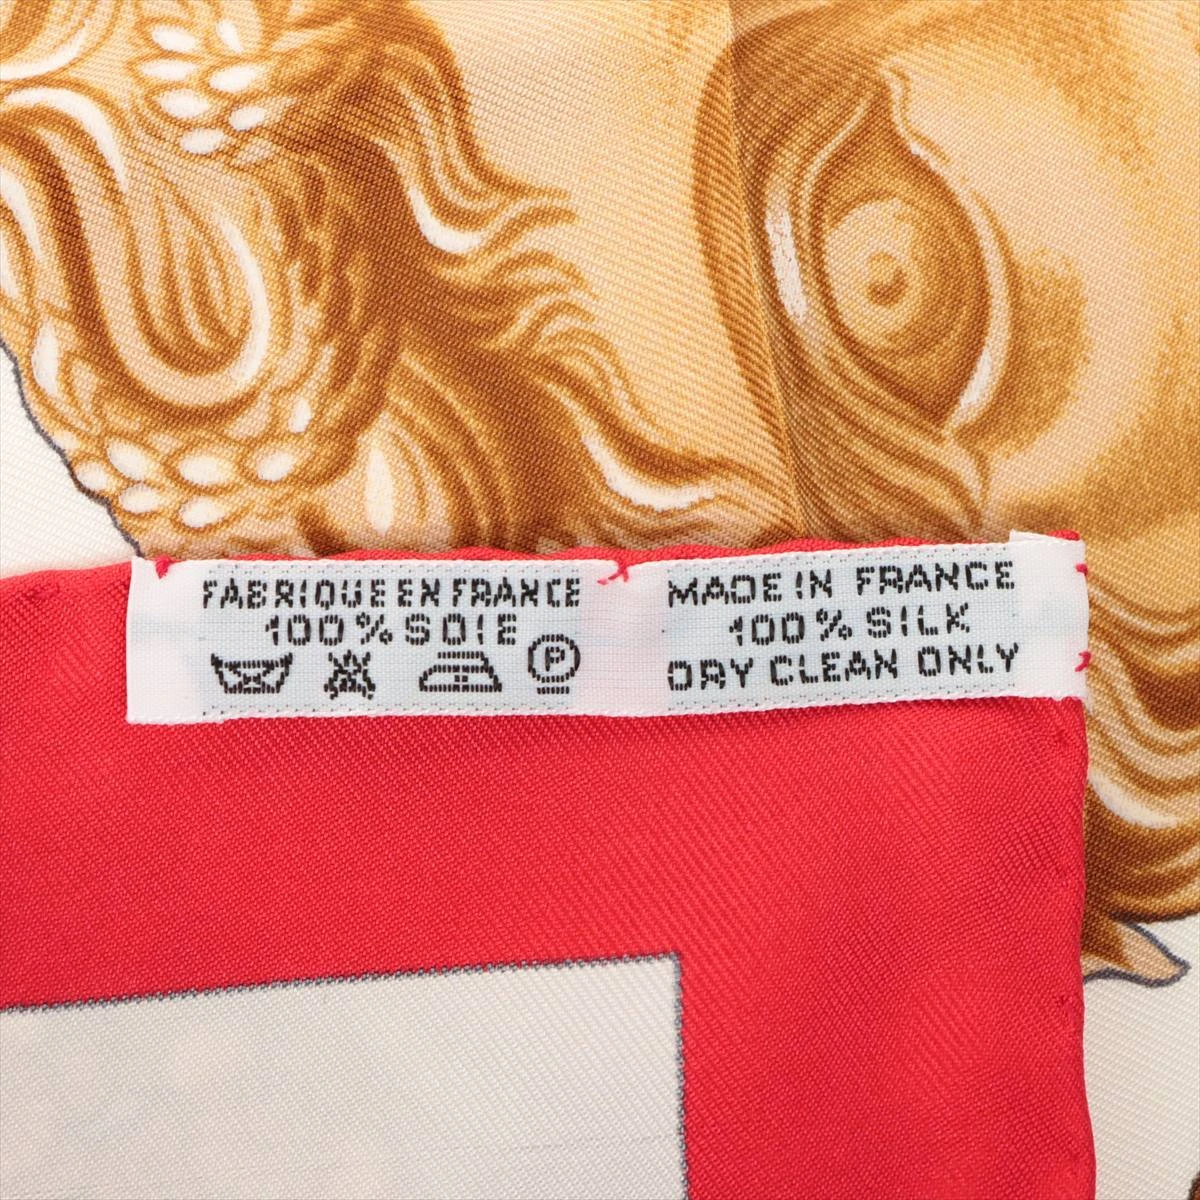 FABRIQUE EN FRANCE
100% SOIE
P
MADE IN FRANCE
100% SILK
DRY CLEAN ONLY